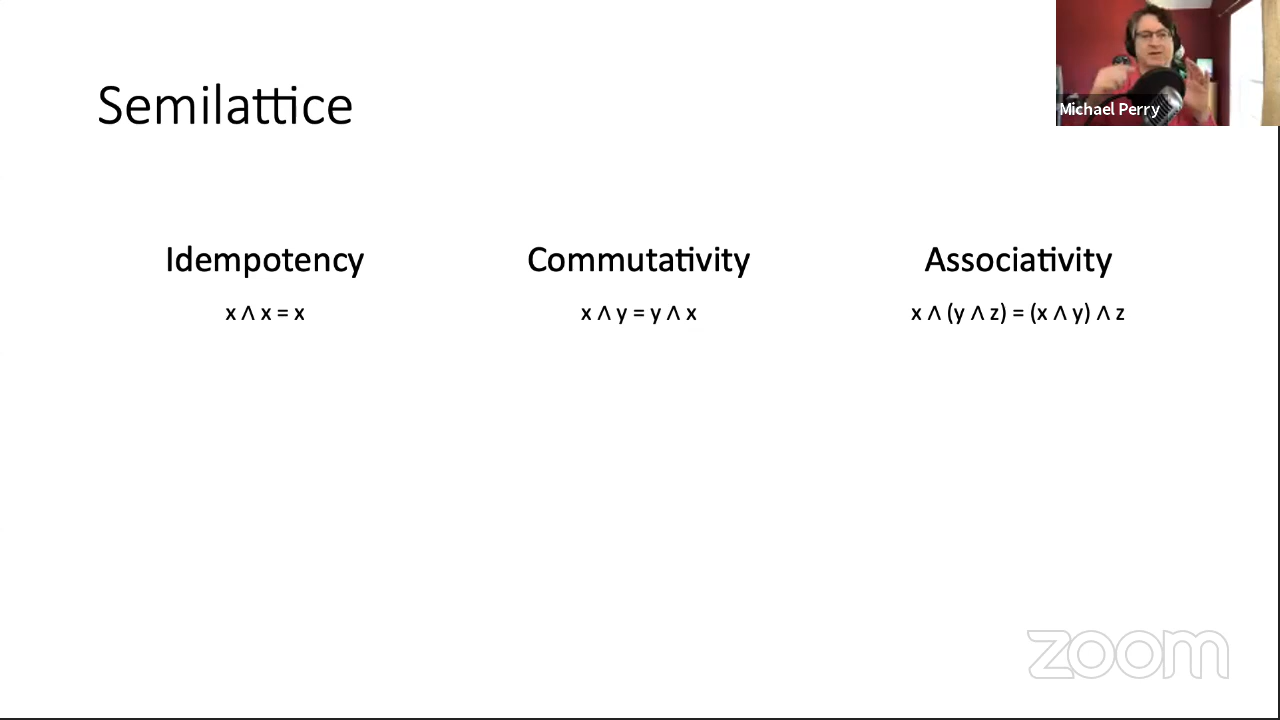 Semilattice
Michael Perry
Idempotency
x ∧ x = x
Commutativity
x ∧ y = y ∧ x
Associativity
x ∧ (y ∧ z) = (x ∧ y) ∧ z
zoom